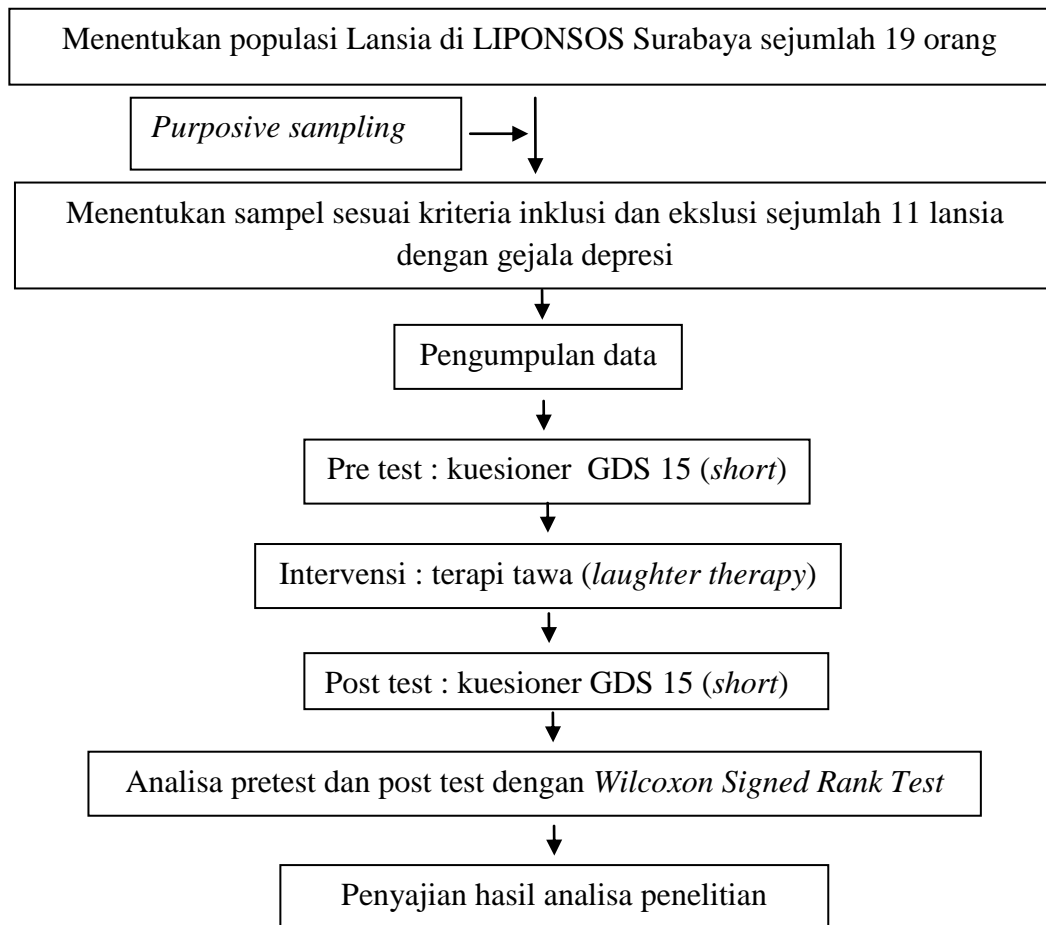 Menentukan populasi Lansia di LIPONSOS Surabaya sejumlah 19 orang
Purposive sampling
Menentukan sampel sesuai kriteria inklusi dan ekslusi sejumlah 11 lansia
dengan gejala depresi
Pengumpulan data
Pre test : kuesioner GDS 15 (short)
Intervensi : terapi tawa (laughter therapy)
Post test : kuesioner GDS 15 (short)
Analisa pretest dan post test dengan Wilcoxon Signed Rank Test
Penyajian hasil analisa penelitian